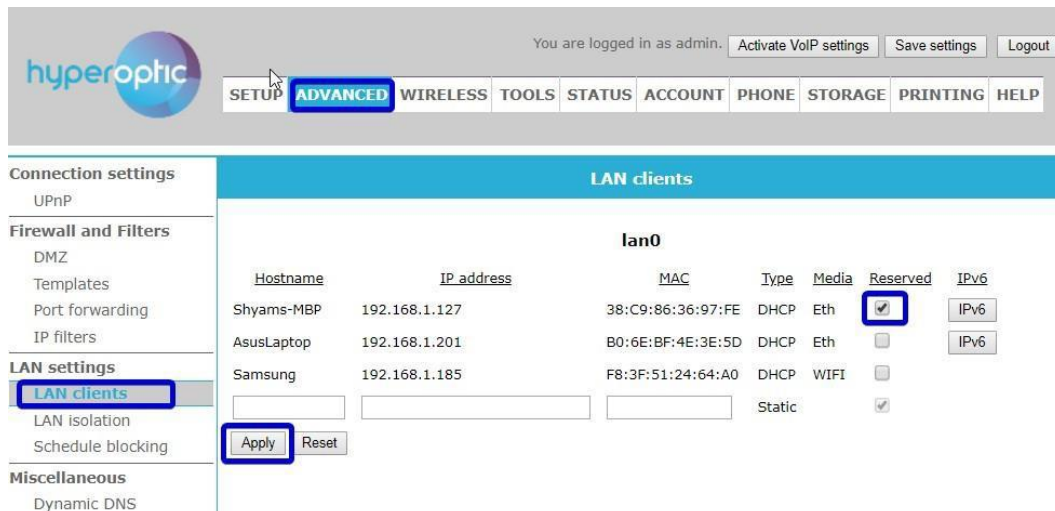 You are logged in as admin. Activate VoIP settings Save settings Logout
hyperoptic
SETUP ADVANCED WIRELESS TOOLS STATUS ACCOUNT PHONE STORAGE PRINTING HELP
Connection settings
UPnP
Firewall and Filters
DMZ
Templates
Port forwarding
IP filters
LAN settings
LAN clients
LAN isolation
Schedule blocking
Miscellaneous
Dynamic DNS
LAN clients
lan0
Hostname IP address MAC Type Media Reserved IPv6
Shyams-MBP 192.168.1.127 38:C9:86:36:97:FE DHCP Eth IPv6
AsusLaptop 192.168.1.201 B0:6E:BF:4E:3E:5D DHCP Eth IPv6
Samsung 192.168.1.185 F8:3F:51:24:64:A0 DHCP WIFI
Static
Apply Reset